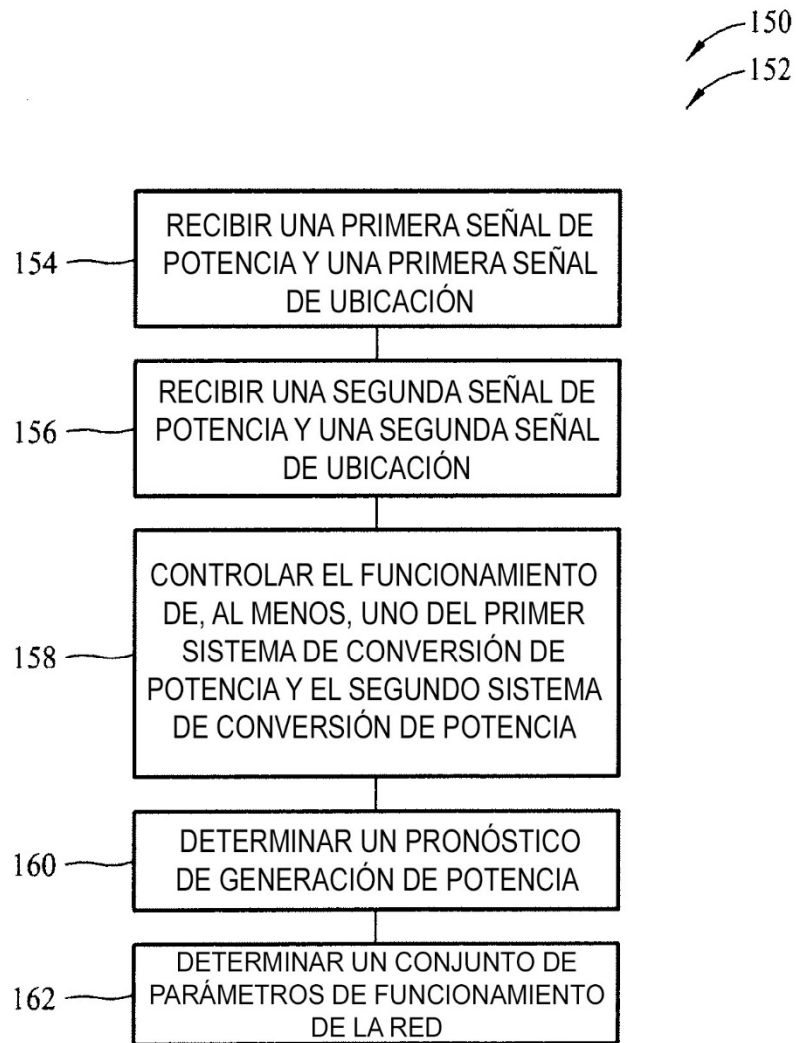 150
152
154
RECIBIR UNA PRIMERA SEÑAL DE
POTENCIA Y UNA PRIMERA SEÑAL
DE UBICACIÓN
156
RECIBIR UNA SEGUNDA SEÑAL DE
POTENCIA Y UNA SEGUNDA SEÑAL
DE UBICACIÓN
158
CONTROLAR EL FUNCIONAMIENTO
DE, AL MENOS, UNO DEL PRIMER
SISTEMA DE CONVERSIÓN DE
POTENCIA Y EL SEGUNDO SISTEMA
DE CONVERSIÓN DE POTENCIA
160
DETERMINAR UN PRONÓSTICO
DE GENERACIÓN DE POTENCIA
162
DETERMINAR UN CONJUNTO DE
PARÁMETROS DE FUNCIONAMIENTO
DE LA RED